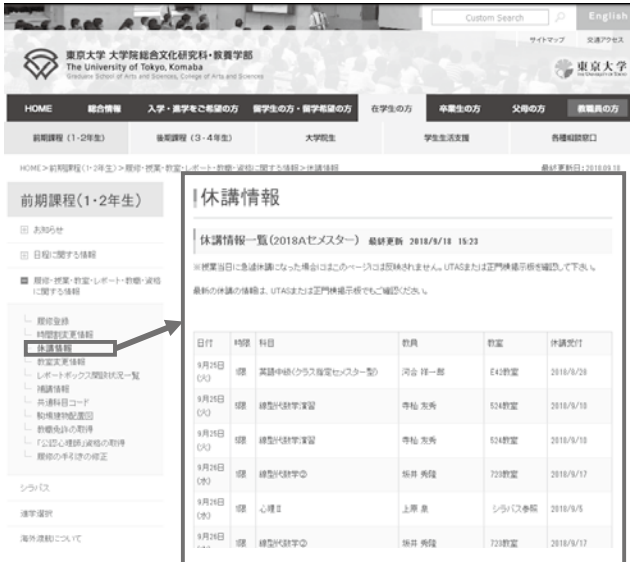 Custom Search
English
サイトマップ 交通アクセス
東京大学 大学院総合文化研究科・教養学部
The University of Tokyo, Komaba
Graduate School of Arts and Sciences, College of Arts and Sciences
東京大学
HOME 総合情報 入学・進学をご希望の方 留学生の方・留学希望の方 在学生の方 卒業生の方 父母の方 教職員の方
前期課程（1・2年生） 後期課程（3・4年生） 大学院生 学生生活支援 各種相談窓口
HOME>前期課程(1・2年生)>履修・授業・教室・レポート・教職・資格に関する情報>休講情報
最終更新日:2018.09.18
前期課程(1・2年生)
お知らせ
日程に関する情報
履修・授業・教室・レポート・教職・資格
に関する情報
履修登録
時間割変更情報
休講情報
教室変更情報
レポートボックス開設状況一覧
補講情報
共通科目コード
駒場建物配置図
教職免許の取得
「公認心理師」資格の取得
履修の手引きの修正
シラバス
進学選択
海外渡航について
休講情報
休講情報一覧(2018Aセメスター) 最終更新 2018/9/18 15:23
※授業当日に急遽休講になった場合にはこのページには反映されません。UTASまたは正門横掲示板を確認して下さい。
最新の休講の情報は、UTASまたは正門横掲示板でもご確認ください。
日付 時限 科目 教員 教室 休講受付
9月25日(火) 1限 英語中級(クラス指定セメスター型) 河合 祥一郎 E42教室
9月25日(火) 1限 線型代数学演習 寺杣 友秀 524教室 2018/9/10
9月25日(火) 1限 線型代数学演習 寺杣 友秀 524教室 2018/9/10
9月26日(水) 1限 線型代数学② 坂井 秀隆 723教室 2018/9/17
9月26日(水) 1限 心理Ⅱ 上原 泉 シラバス参照 2018/9/5
9月26日 1限 線型代数学② 坂井 秀隆 723教室 2018/9/17